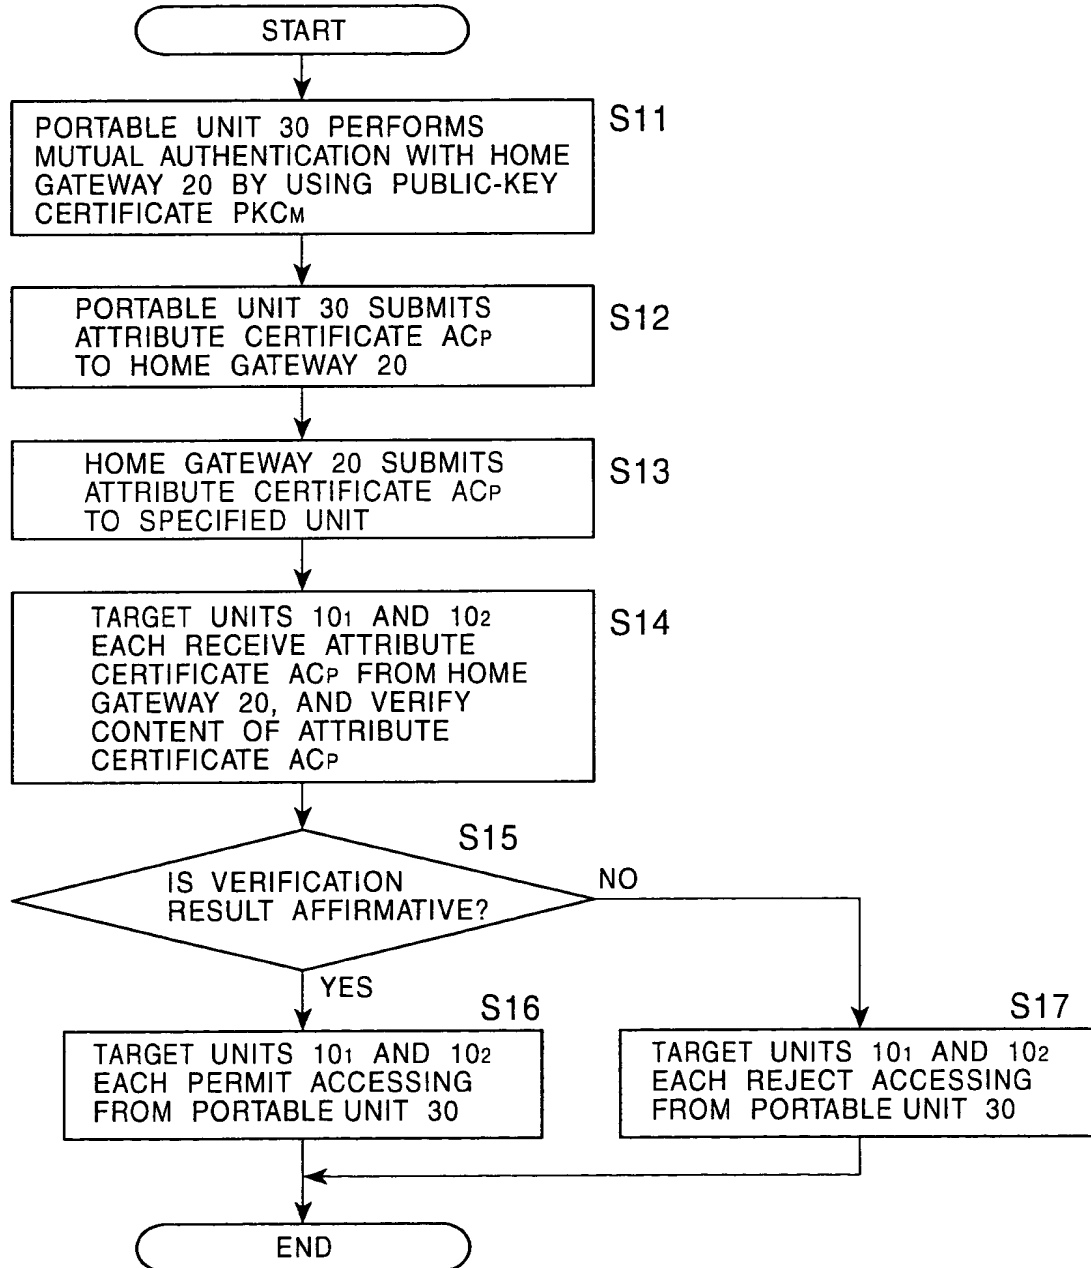 START
PORTABLE UNIT 30 PERFORMS
MUTUAL AUTHENTICATION WITH HOME
GATEWAY 20 BY USING PUBLIC-KEY
CERTIFICATE PKCM
S11
PORTABLE UNIT 30 SUBMITS
ATTRIBUTE CERTIFICATE ACP
TO HOME GATEWAY 20
S12
HOME GATEWAY 20 SUBMITS
ATTRIBUTE CERTIFICATE ACP
TO SPECIFIED UNIT
S13
TARGET UNITS 101 AND 102
EACH RECEIVE ATTRIBUTE
CERTIFICATE ACP FROM HOME
GATEWAY 20, AND VERIFY
CONTENT OF ATTRIBUTE
CERTIFICATE ACP
S14
S15
IS VERIFICATION
RESULT AFFIRMATIVE?
NO
YES
S16
TARGET UNITS 101 AND 102
EACH PERMIT ACCESSING
FROM PORTABLE UNIT 30
S17
TARGET UNITS 101 AND 102
EACH REJECT ACCESSING
FROM PORTABLE UNIT 30
END